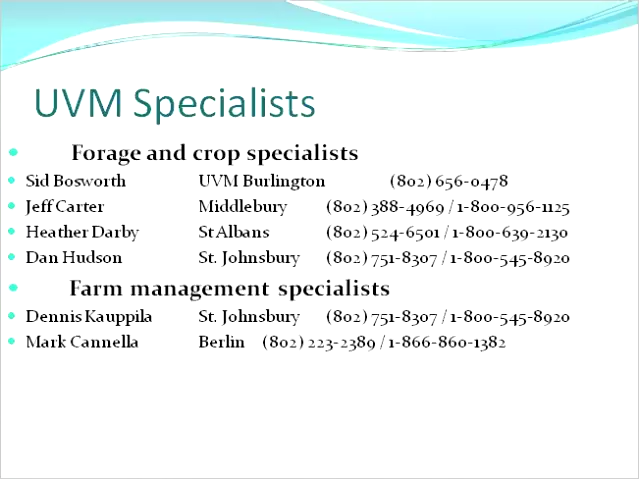 UVM Specialists
Forage and crop specialists
Sid Bosworth UVM Burlington (802) 656-0478
Jeff Carter Middlebury (802) 388-4969 / 1-800-956-1125
Heather Darby St Albans (802) 524-6501 / 1-800-639-2130
Dan Hudson St. Johnsbury (802) 751-8307 / 1-800-545-8920
Farm management specialists
Dennis Kauppila St. Johnsbury (802) 751-8307 / 1-800-545-8920
Mark Cannella Berlin (802) 223-2389 / 1-866-860-1382